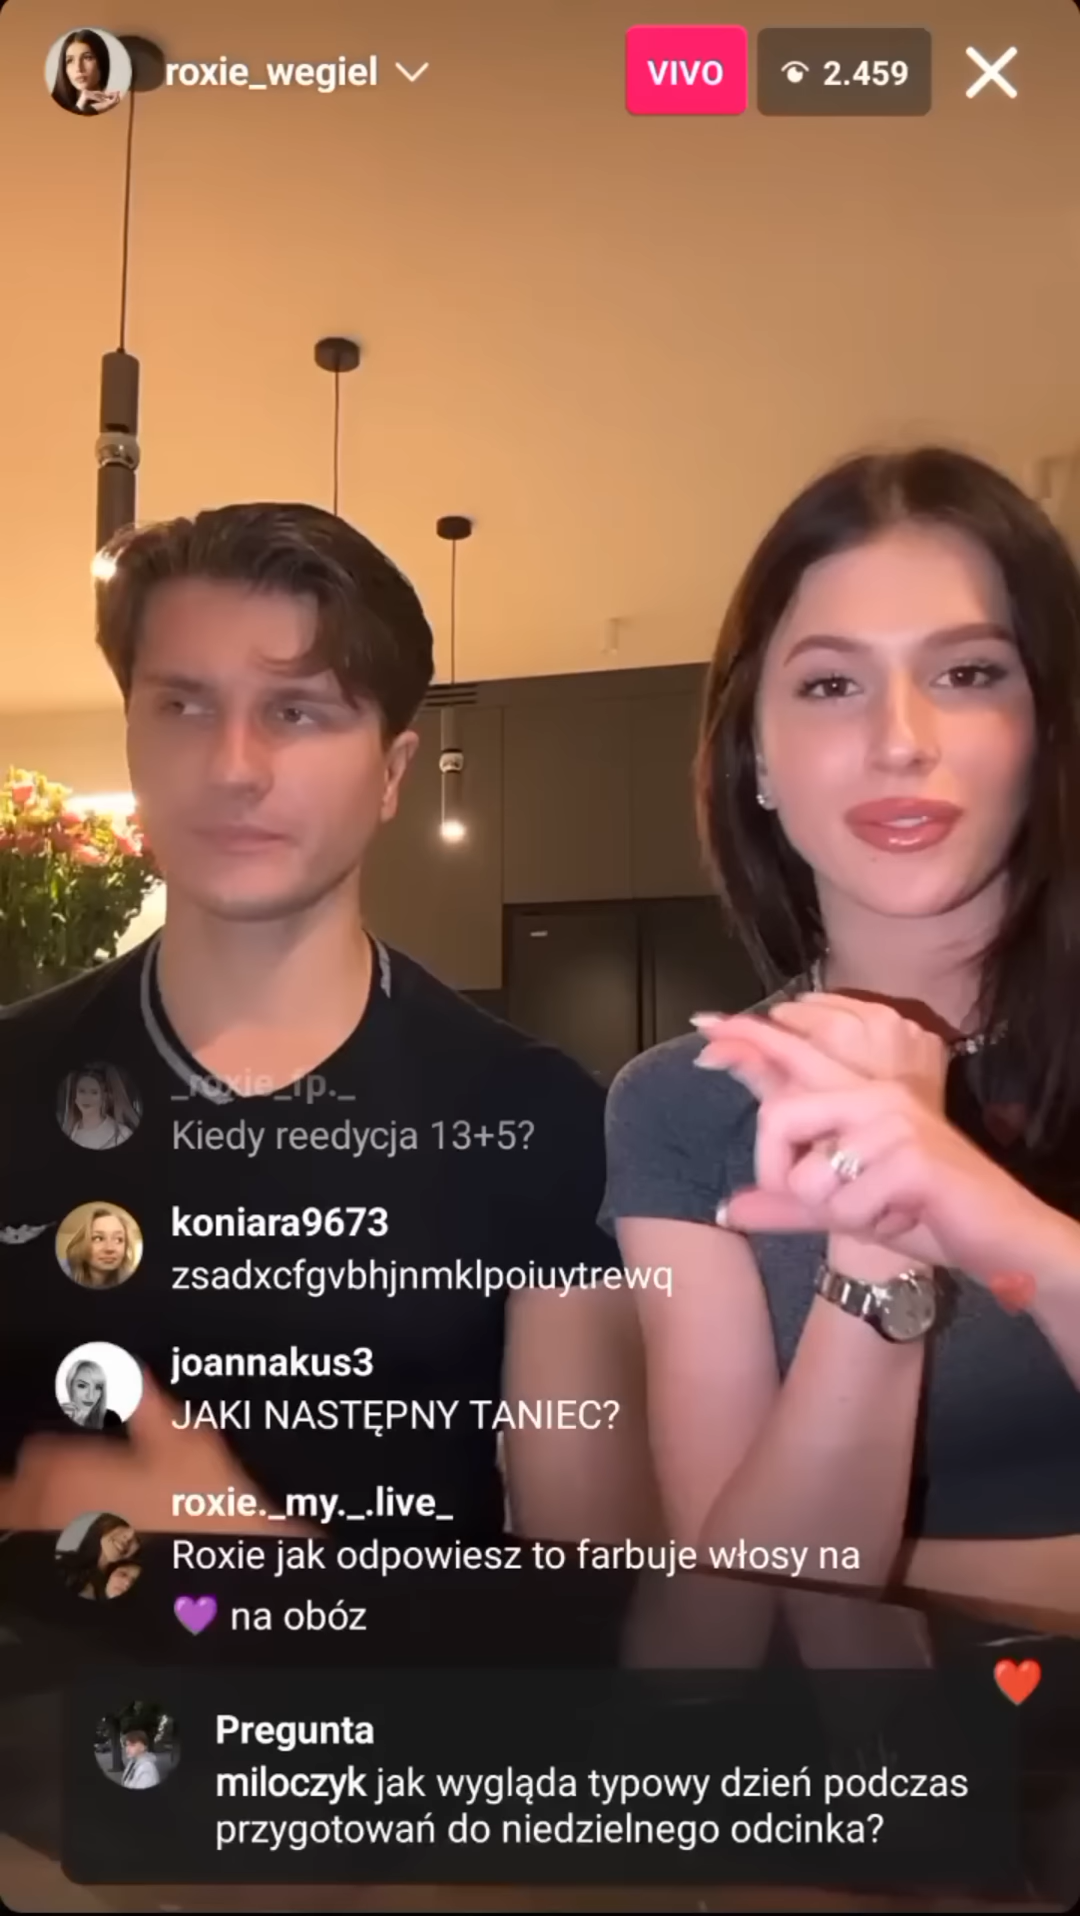 roxie_wegiel
VIVO
2.459
_roxie_fp._
Kiedy reedycja 13+5?
koniara9673
zsadxcfgvbhjnmklpoiuytrewq
joannakus3
JAKI NASTĘPNY TANIEC?
roxie._my._.live_
Roxie jak odpowiesz to farbuje włosy na
💜 na obóz
Pregunta
miloczyk jak wygląda typowy dzień podczas
przygotowań do niedzielnego odcinka?